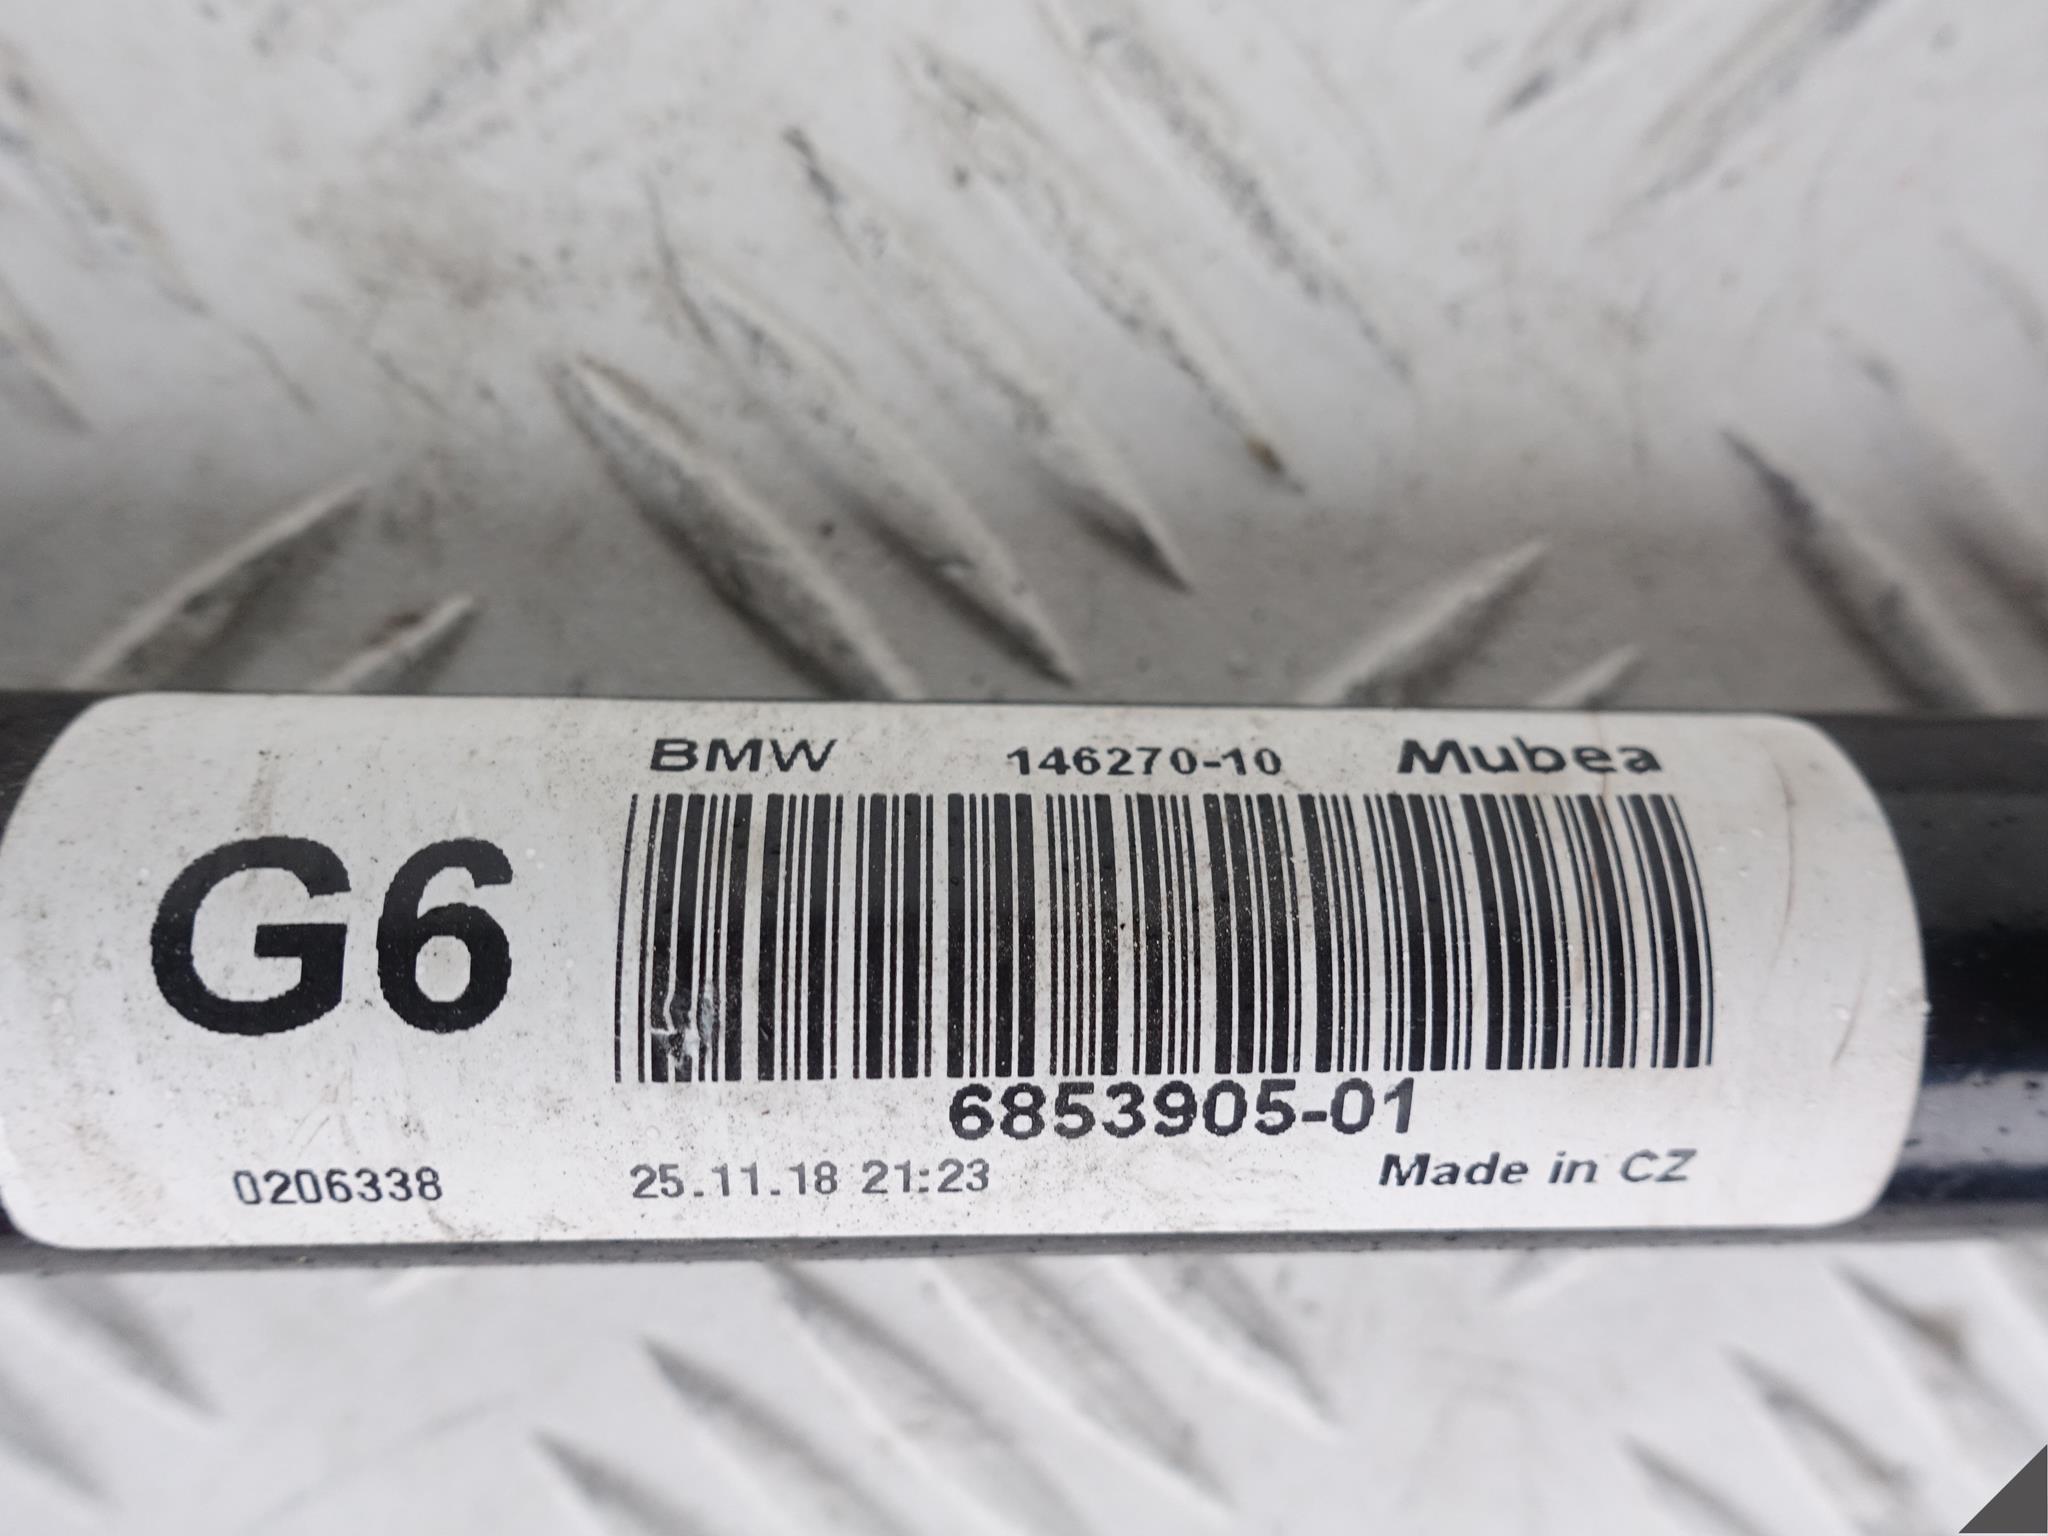 BMW 146270-10 Mubea
G6
6853905-01
0206338 25.11.18 21:23 Made in CZ